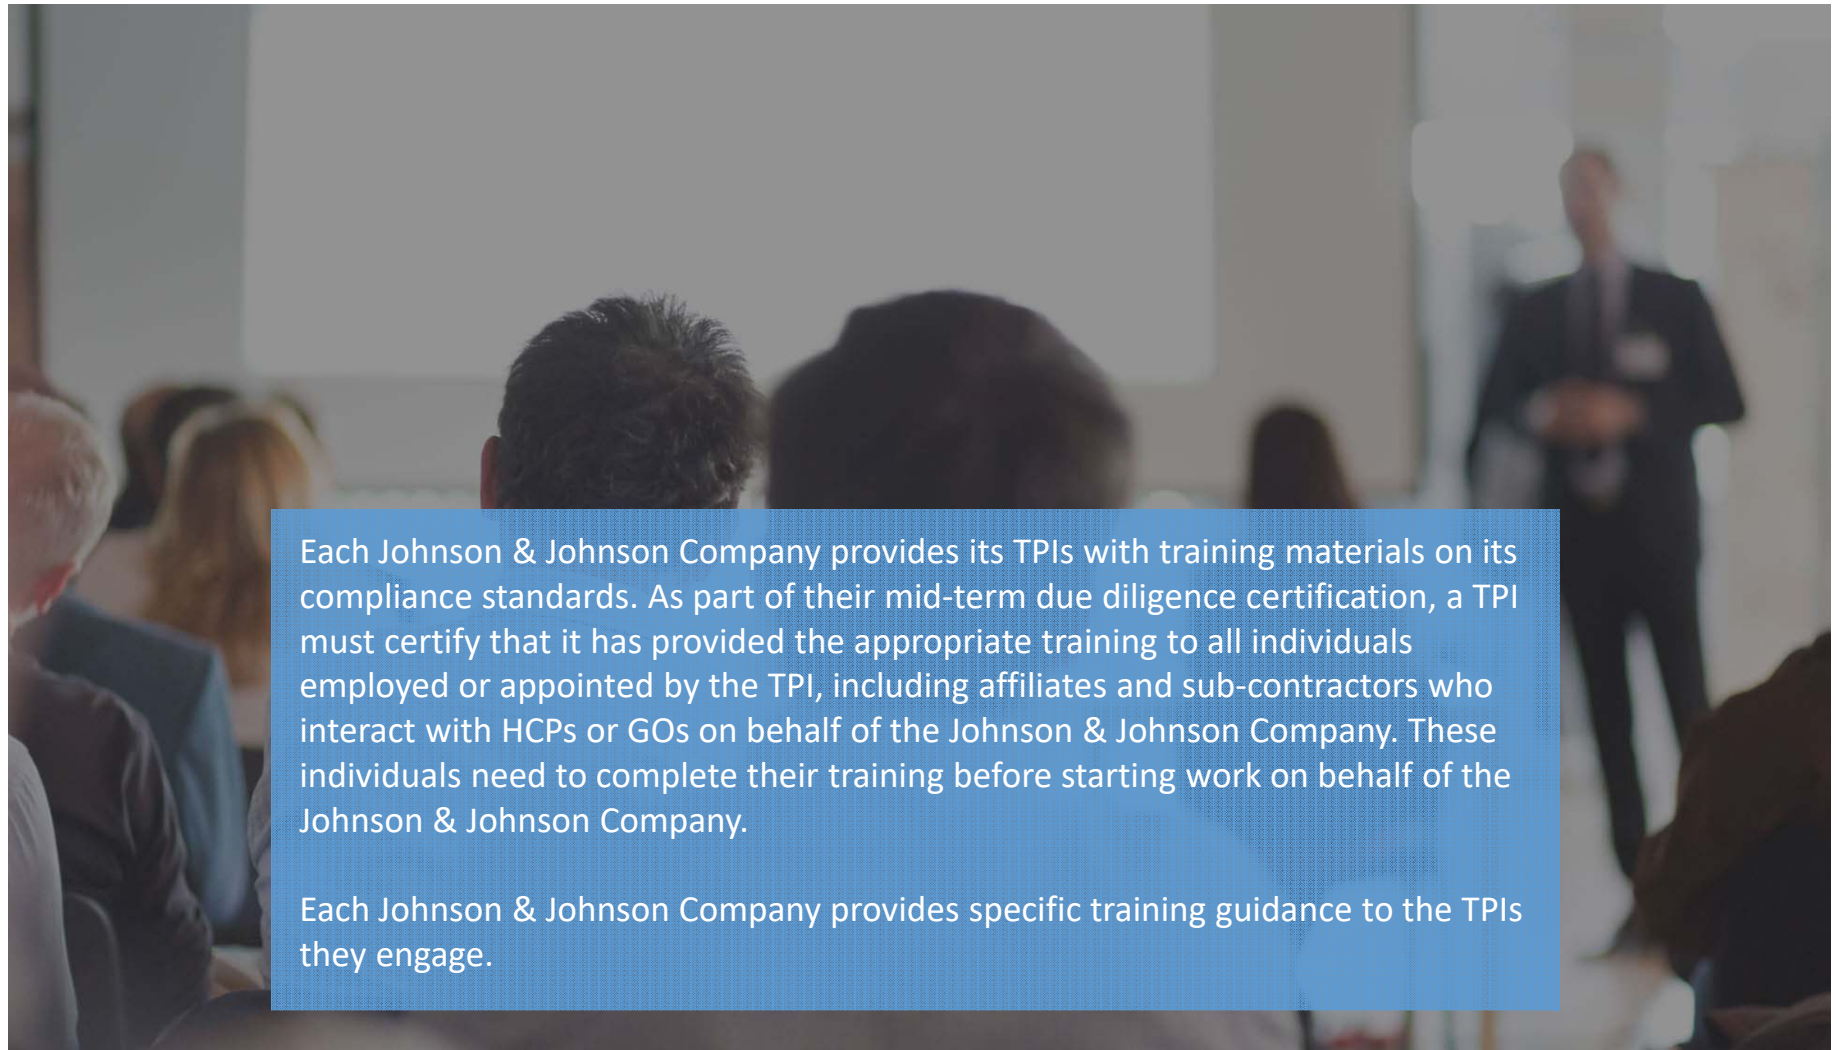 Each Johnson & Johnson Company provides its TPIs with training materials on its
compliance standards. As part of their mid-term due diligence certification, a TPI
must certify that it has provided the appropriate training to all individuals
employed or appointed by the TPI, including affiliates and sub-contractors who
interact with HCPs or GOs on behalf of the Johnson & Johnson Company. These
individuals need to complete their training before starting work on behalf of the
Johnson & Johnson Company.
Each Johnson & Johnson Company provides specific training guidance to the TPIs
they engage.